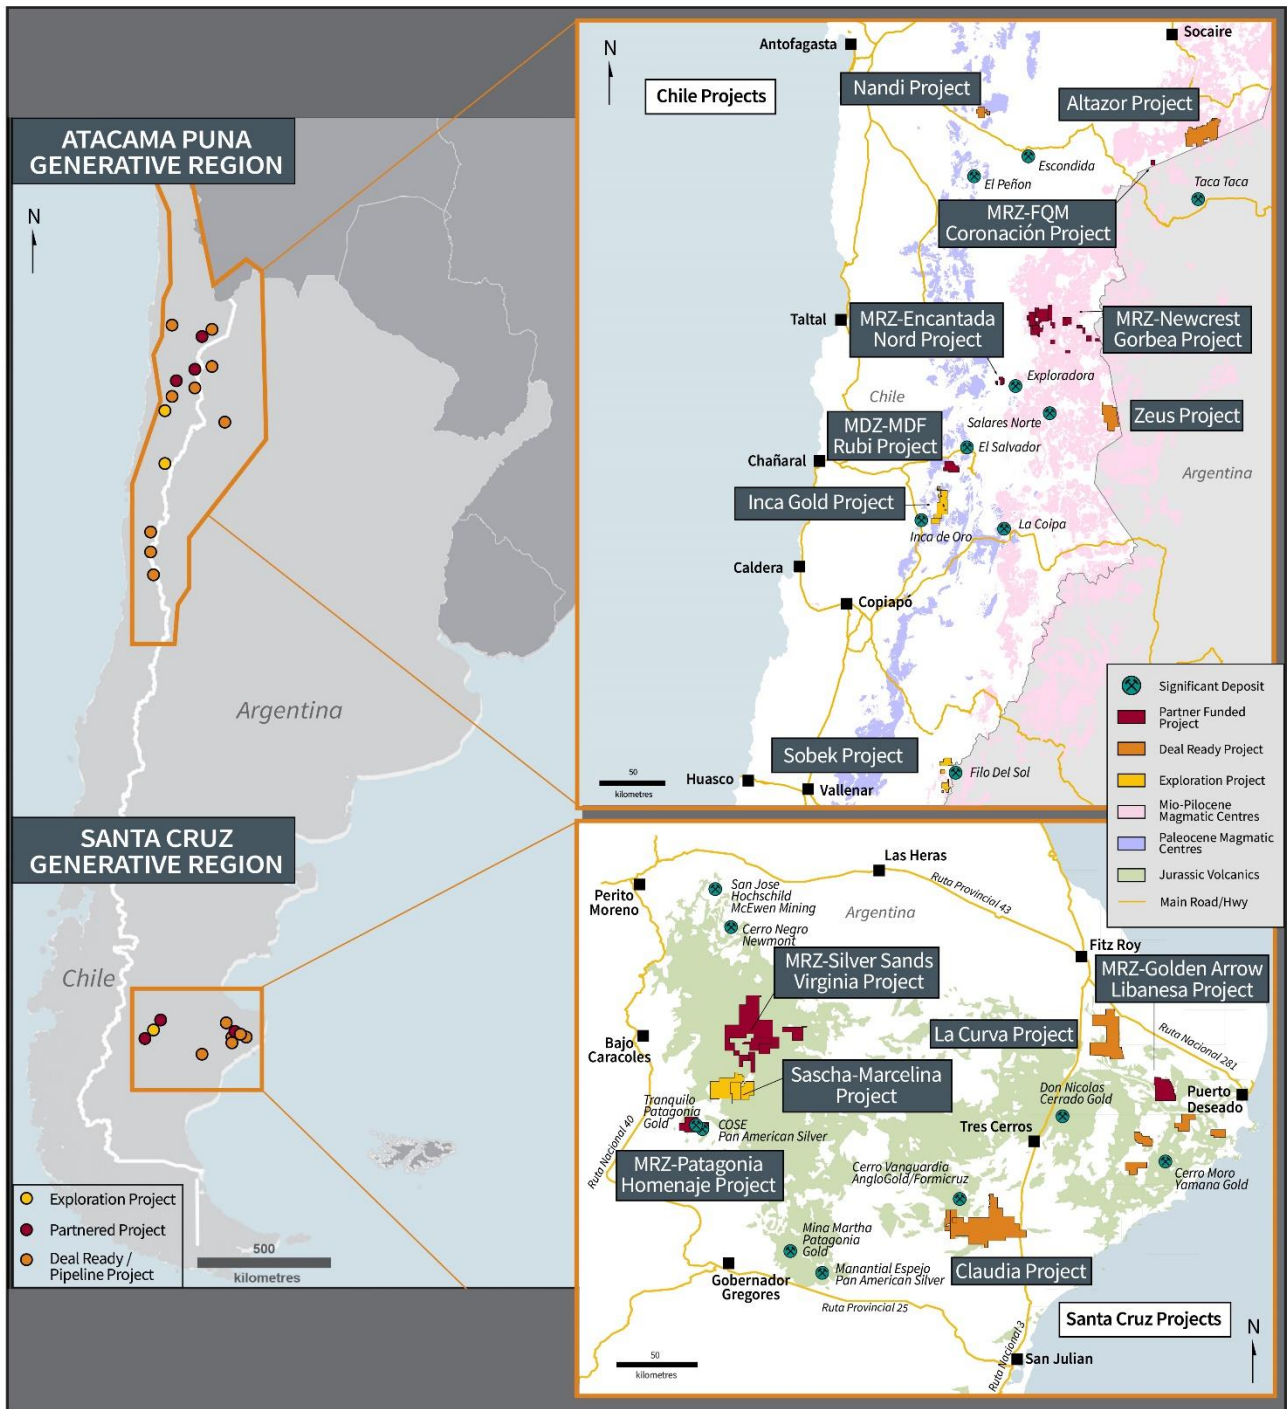 ATACAMA PUNA
GENERATIVE REGION
N
Argentina
SANTA CRUZ
GENERATIVE REGION
Chile
Exploration Project
Partnered Project
Deal Ready /
Pipeline Project
500
kilometres
N
Chile Projects
Antofagasta
Socaire
Nandi Project
Altazor Project
Escondida
El Peñon
Taca Taca
MRZ-FQM
Coronación Project
Taltal
MRZ-Encantada
Nord Project
MRZ-Newcrest
Gorbea Project
Exploradora
Chile
Salares Norte
Zeus Project
MDZ-MDF
Rubi Project
El Salvador
Chañaral
Argentina
Inca Gold Project
Inca de Oro
La Coipa
Caldera
Copiapó
Sobek Project
Filo Del Sol
Huasco
Vallenar
50
kilometres
Significant Deposit
Partner Funded
Project
Deal Ready Project
Exploration Project
Mio-Pilocene
Magmatic Centres
Paleocene Magmatic
Centres
Jurassic Volcanics
Main Road/Hwy
Las Heras
Perito
Moreno
San Jose
Hochschild
McEwen Mining
Argentina
Ruta Provincial 43
Cerro Negro
Newmont
Fitz Roy
MRZ-Silver Sands
Virginia Project
MRZ-Golden Arrow
Libanesa Project
La Curva Project
Ruta Nacional 281
Bajo
Caracoles
Sascha-Marcelina
Project
Don Nicolas
Cerrado Gold
Puerto
Deseado
Tranquilo
Patagonia
Gold
COSE
Pan American Silver
Tres Cerros
Ruta Nacional 40
MRZ-Patagonia
Homenaje Project
Cerro Vanguardia
AngloGold/Formicruz
Cerro Moro
Yamana Gold
Mina Martha
Patagonia
Gold
Manantial Espejo
Pan American Silver
Claudia Project
Gobernador
Gregores
Ruta Provincial 25
Santa Cruz Projects
N
50
kilometres
Ruta Nacional 3
San Julian